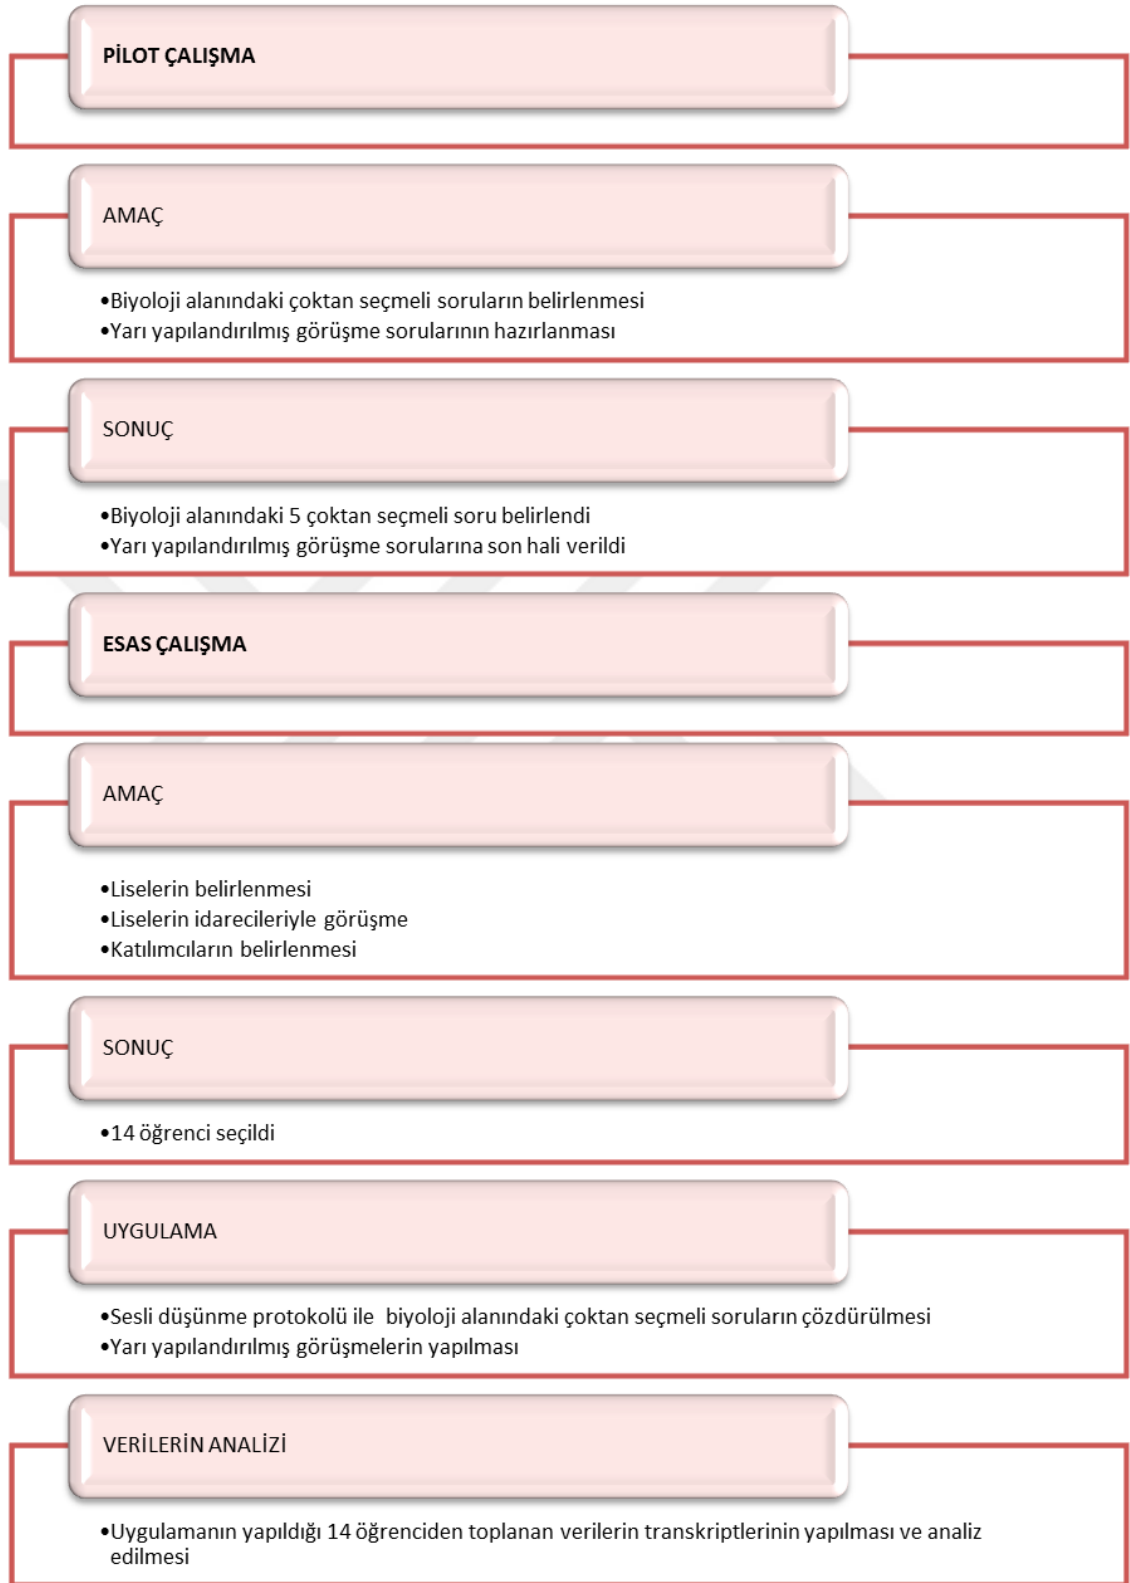 PİLOT ÇALIŞMA
AMAÇ
•Biyoloji alanındaki çoktan seçmeli soruların belirlenmesi
•Yarı yapılandırılmış görüşme sorularının hazırlanması
SONUÇ
•Biyoloji alanındaki 5 çoktan seçmeli soru belirlendi
•Yarı yapılandırılmış görüşme sorularına son hali verildi
ESAS ÇALIŞMA
AMAÇ
•Liselerin belirlenmesi
•Liselerin idarecileriyle görüşme
•Katılımcıların belirlenmesi
SONUÇ
•14 öğrenci seçildi
UYGULAMA
•Sesli düşünme protokolü ile biyoloji alanındaki çoktan seçmeli soruların çözdürülmesi
•Yarı yapılandırılmış görüşmelerin yapılması
VERİLERİN ANALİZİ
•Uygulamanın yapıldığı 14 öğrenciden toplanan verilerin transkriptlerinin yapılması ve analiz
edilmesi